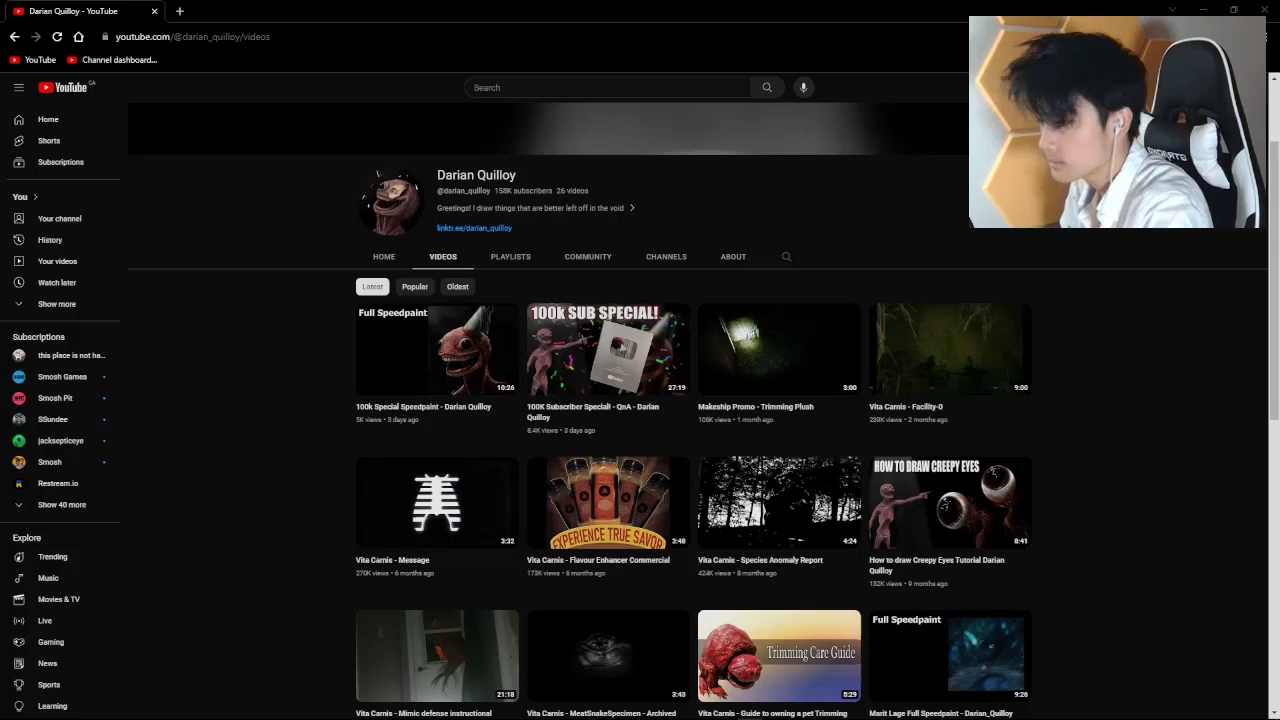 Darian Quilloy - YouTube
youtube.com/@darian_quilloy/videos
YouTube
Channel dashboard...
YouTube CA
Search
Home
Shorts
Subscriptions
You
Your channel
History
Your videos
Watch later
Show more
Subscriptions
this place is not ha...
Smosh Games
Smosh Pit
SSundee
jacksepticeye
Smosh
Restream.io
Show 40 more
Explore
Trending
Music
Movies & TV
Live
Gaming
News
Sports
Learning
Darian Quilloy
@darian_quilloy 158K subscribers 26 videos
Greetings! I draw things that are better left off in the void
linktr.ee/darian_quilloy
HOME VIDEOS PLAYLISTS COMMUNITY CHANNELS ABOUT
Latest Popular Oldest
Full Speedpaint
10:26
100k Special Speedpaint - Darian Quilloy
5K views • 3 days ago
100k SUB SPECIAL!
27:19
100K Subscriber Special! - QnA - Darian
Quilloy
8.4K views • 3 days ago
3:00
Makeship Promo - Trimming Plush
106K views • 1 month ago
9:00
Vita Carnis - Facility-0
239K views • 2 months ago
3:32
Vita Carnis - Message
270K views • 6 months ago
EXPERIENCE TRUE SAVOR
3:48
Vita Carnis - Flavour Enhancer Commercial
173K views • 6 months ago
4:24
Vita Carnis - Species Anomaly Report
424K views • 8 months ago
HOW TO DRAW CREEPY EYES
8:41
How to draw Creepy Eyes Tutorial Darian
Quilloy
132K views • 9 months ago
21:18
Vita Carnis - Mimic defense instructional
3:43
Vita Carnis - MeatSnakeSpecimen - Archived
Trimming Care Guide
5:29
Vita Carnis - Guide to owning a pet Trimming
Full Speedpaint
9:26
Marit Lage Full Speedpaint - Darian_Quilloy